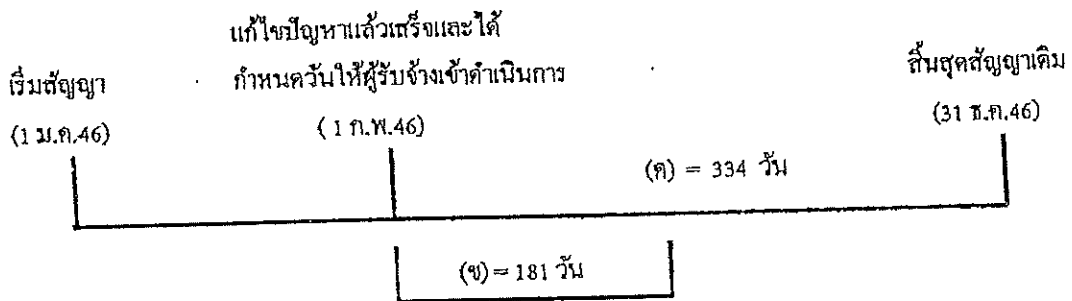 แก้ไขปัญหาแล้วเสร็จและได้
กำหนดวันให้ผู้รับจ้างเข้าดำเนินการ
(1 ก.พ.46)
เริ่มสัญญา
(1 ม.ค.46)
สิ้นสุดสัญญาเดิม
(31 ธ.ค.46)
(ค) = 334 วัน
(ข) = 181 วัน